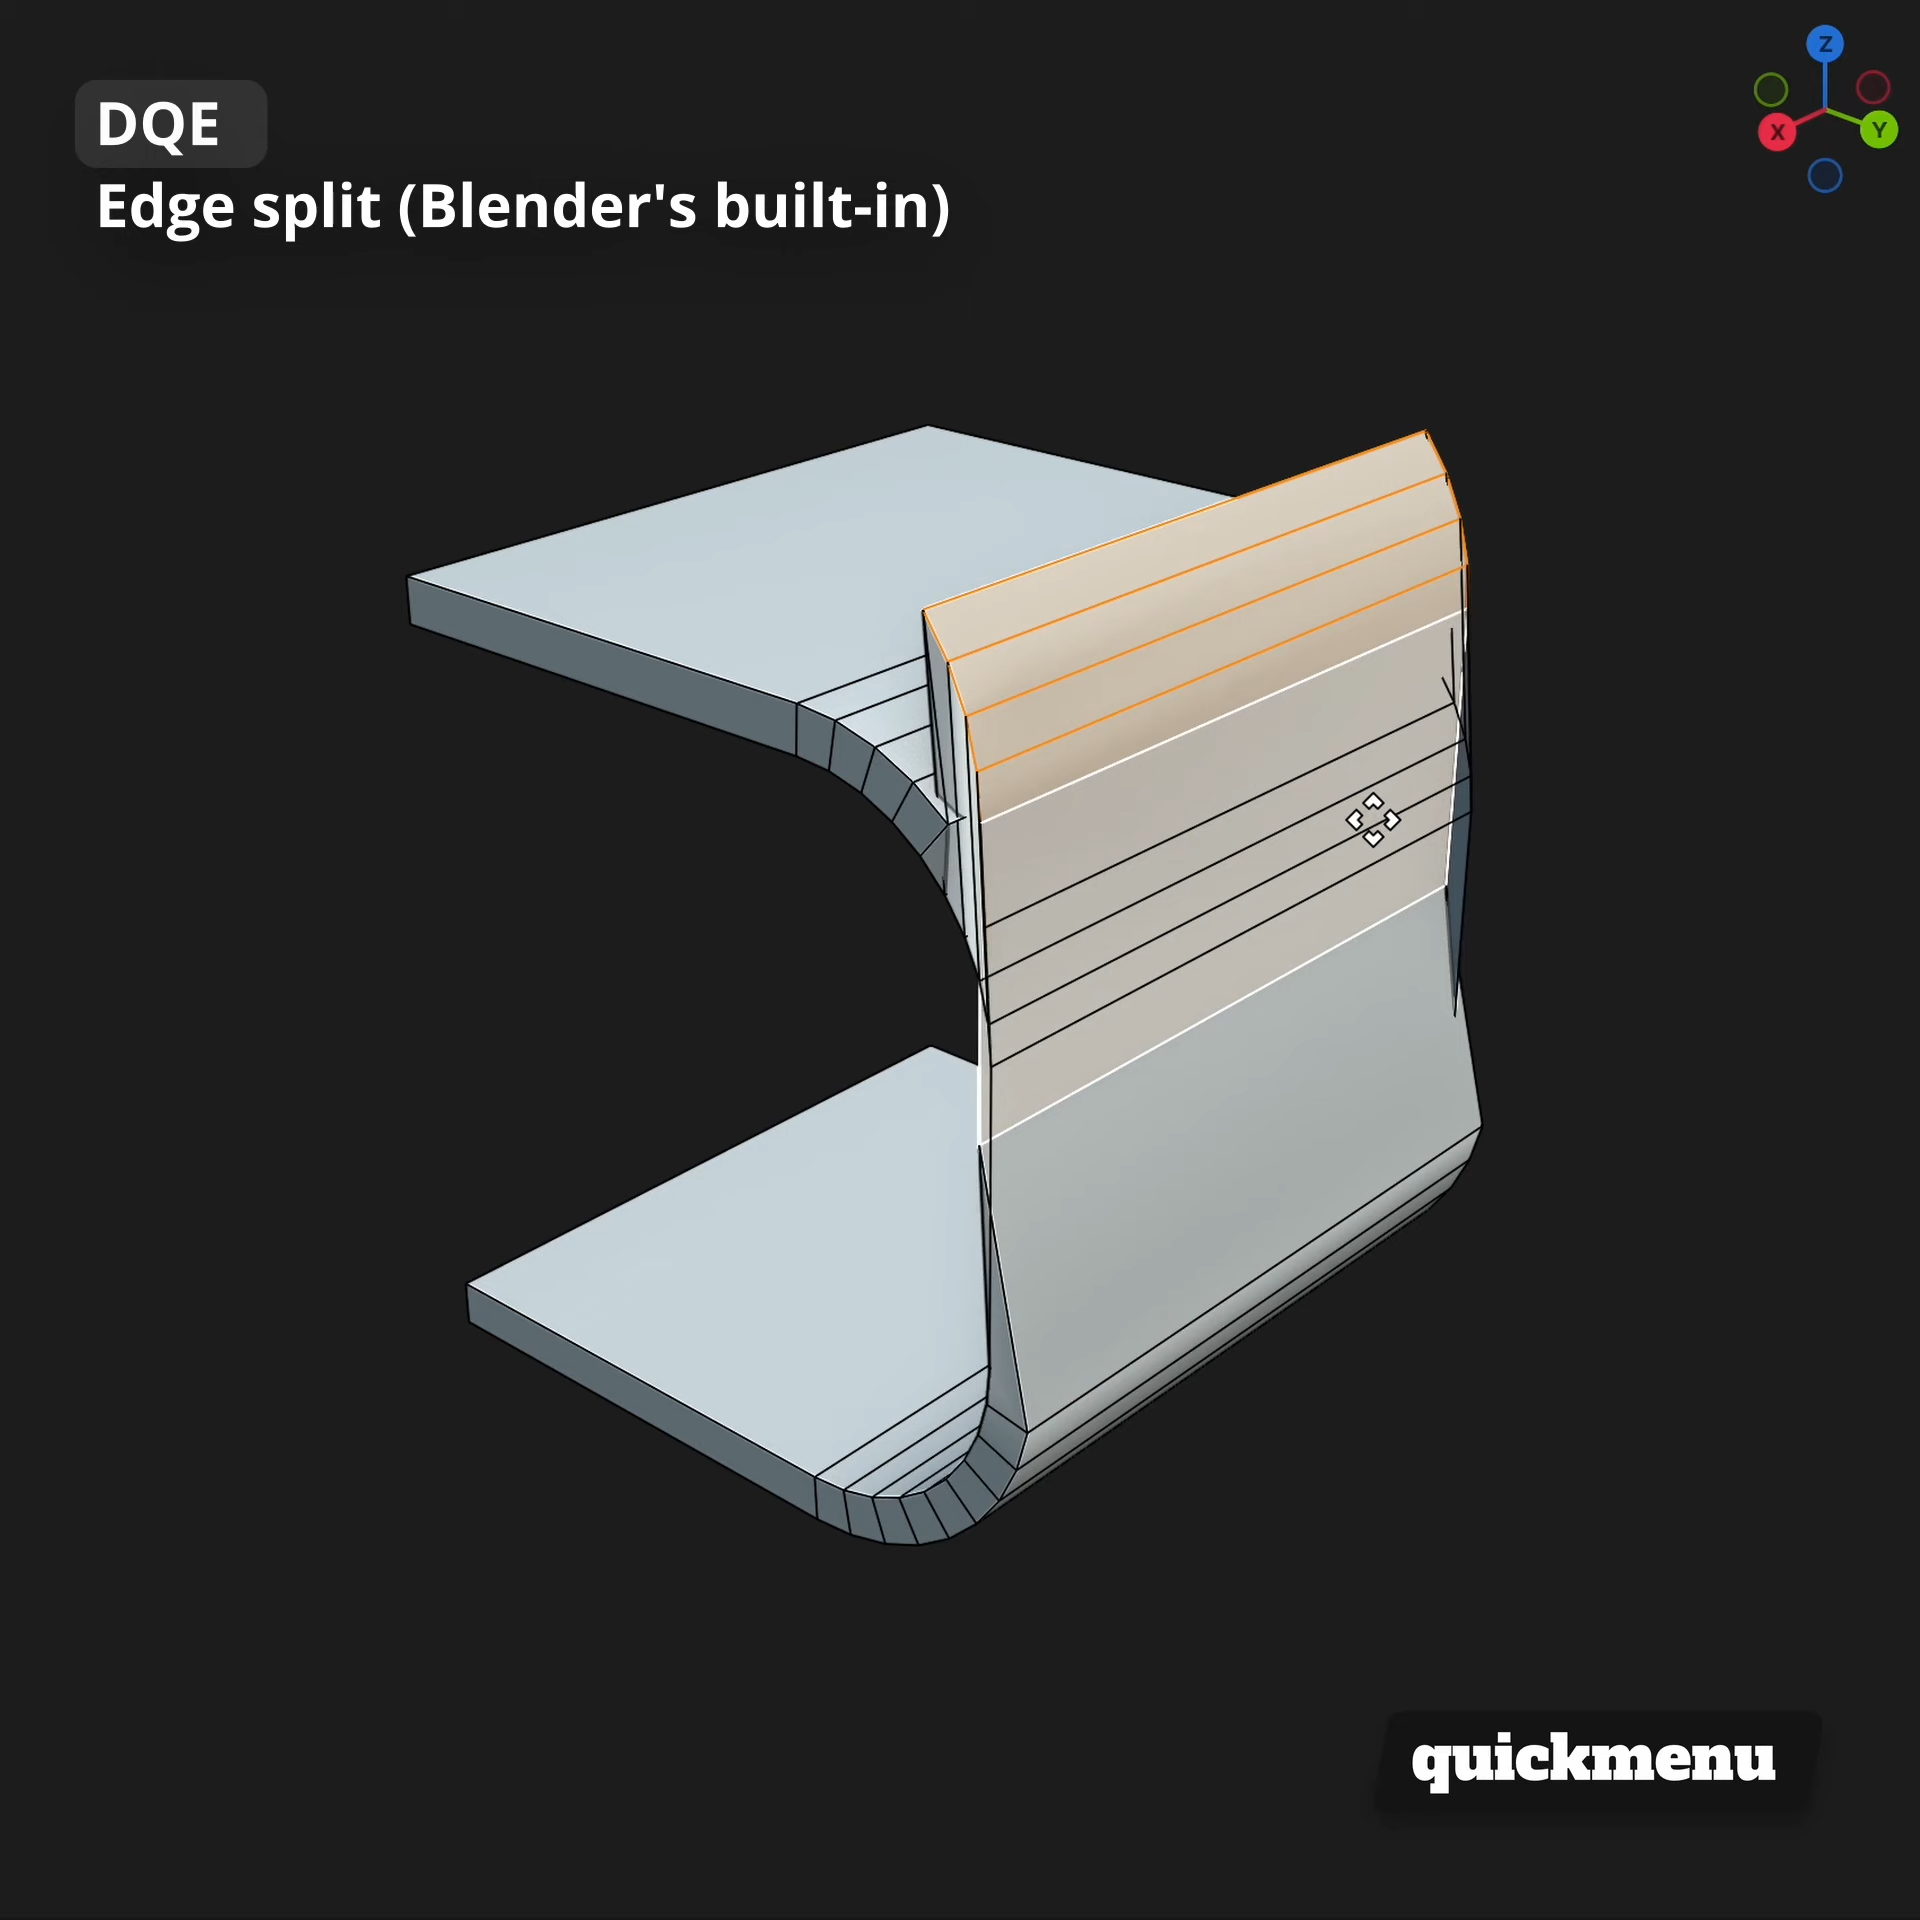 DQE
Edge split (Blender's built-in)
Z
X
Y
quickmenu